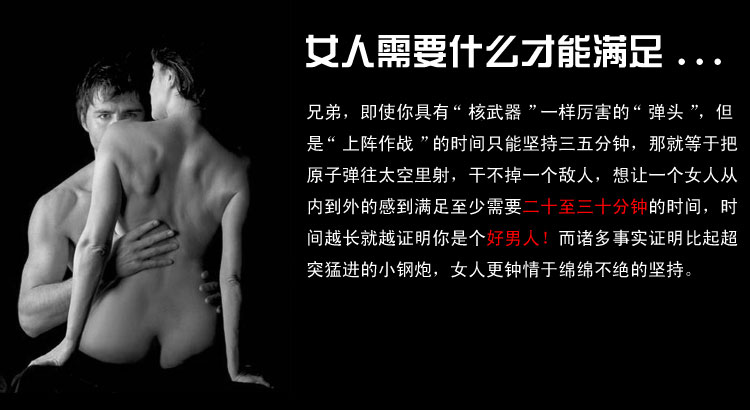 女人需要什么才能满足...
兄弟，即使你具有“核武器”一样厉害的“弹头”，但
是“上阵作战”的时间只能坚持三五分钟，那就等于把
原子弹往太空里射，干不掉一个敌人，想让一个女人从
内到外的感到满足至少需要二十至三十分钟的时间，时
间越长就越证明你是个好男人！而诸多事实证明比起超
突猛进的小钢炮，女人更钟情于绵绵不绝的坚持。